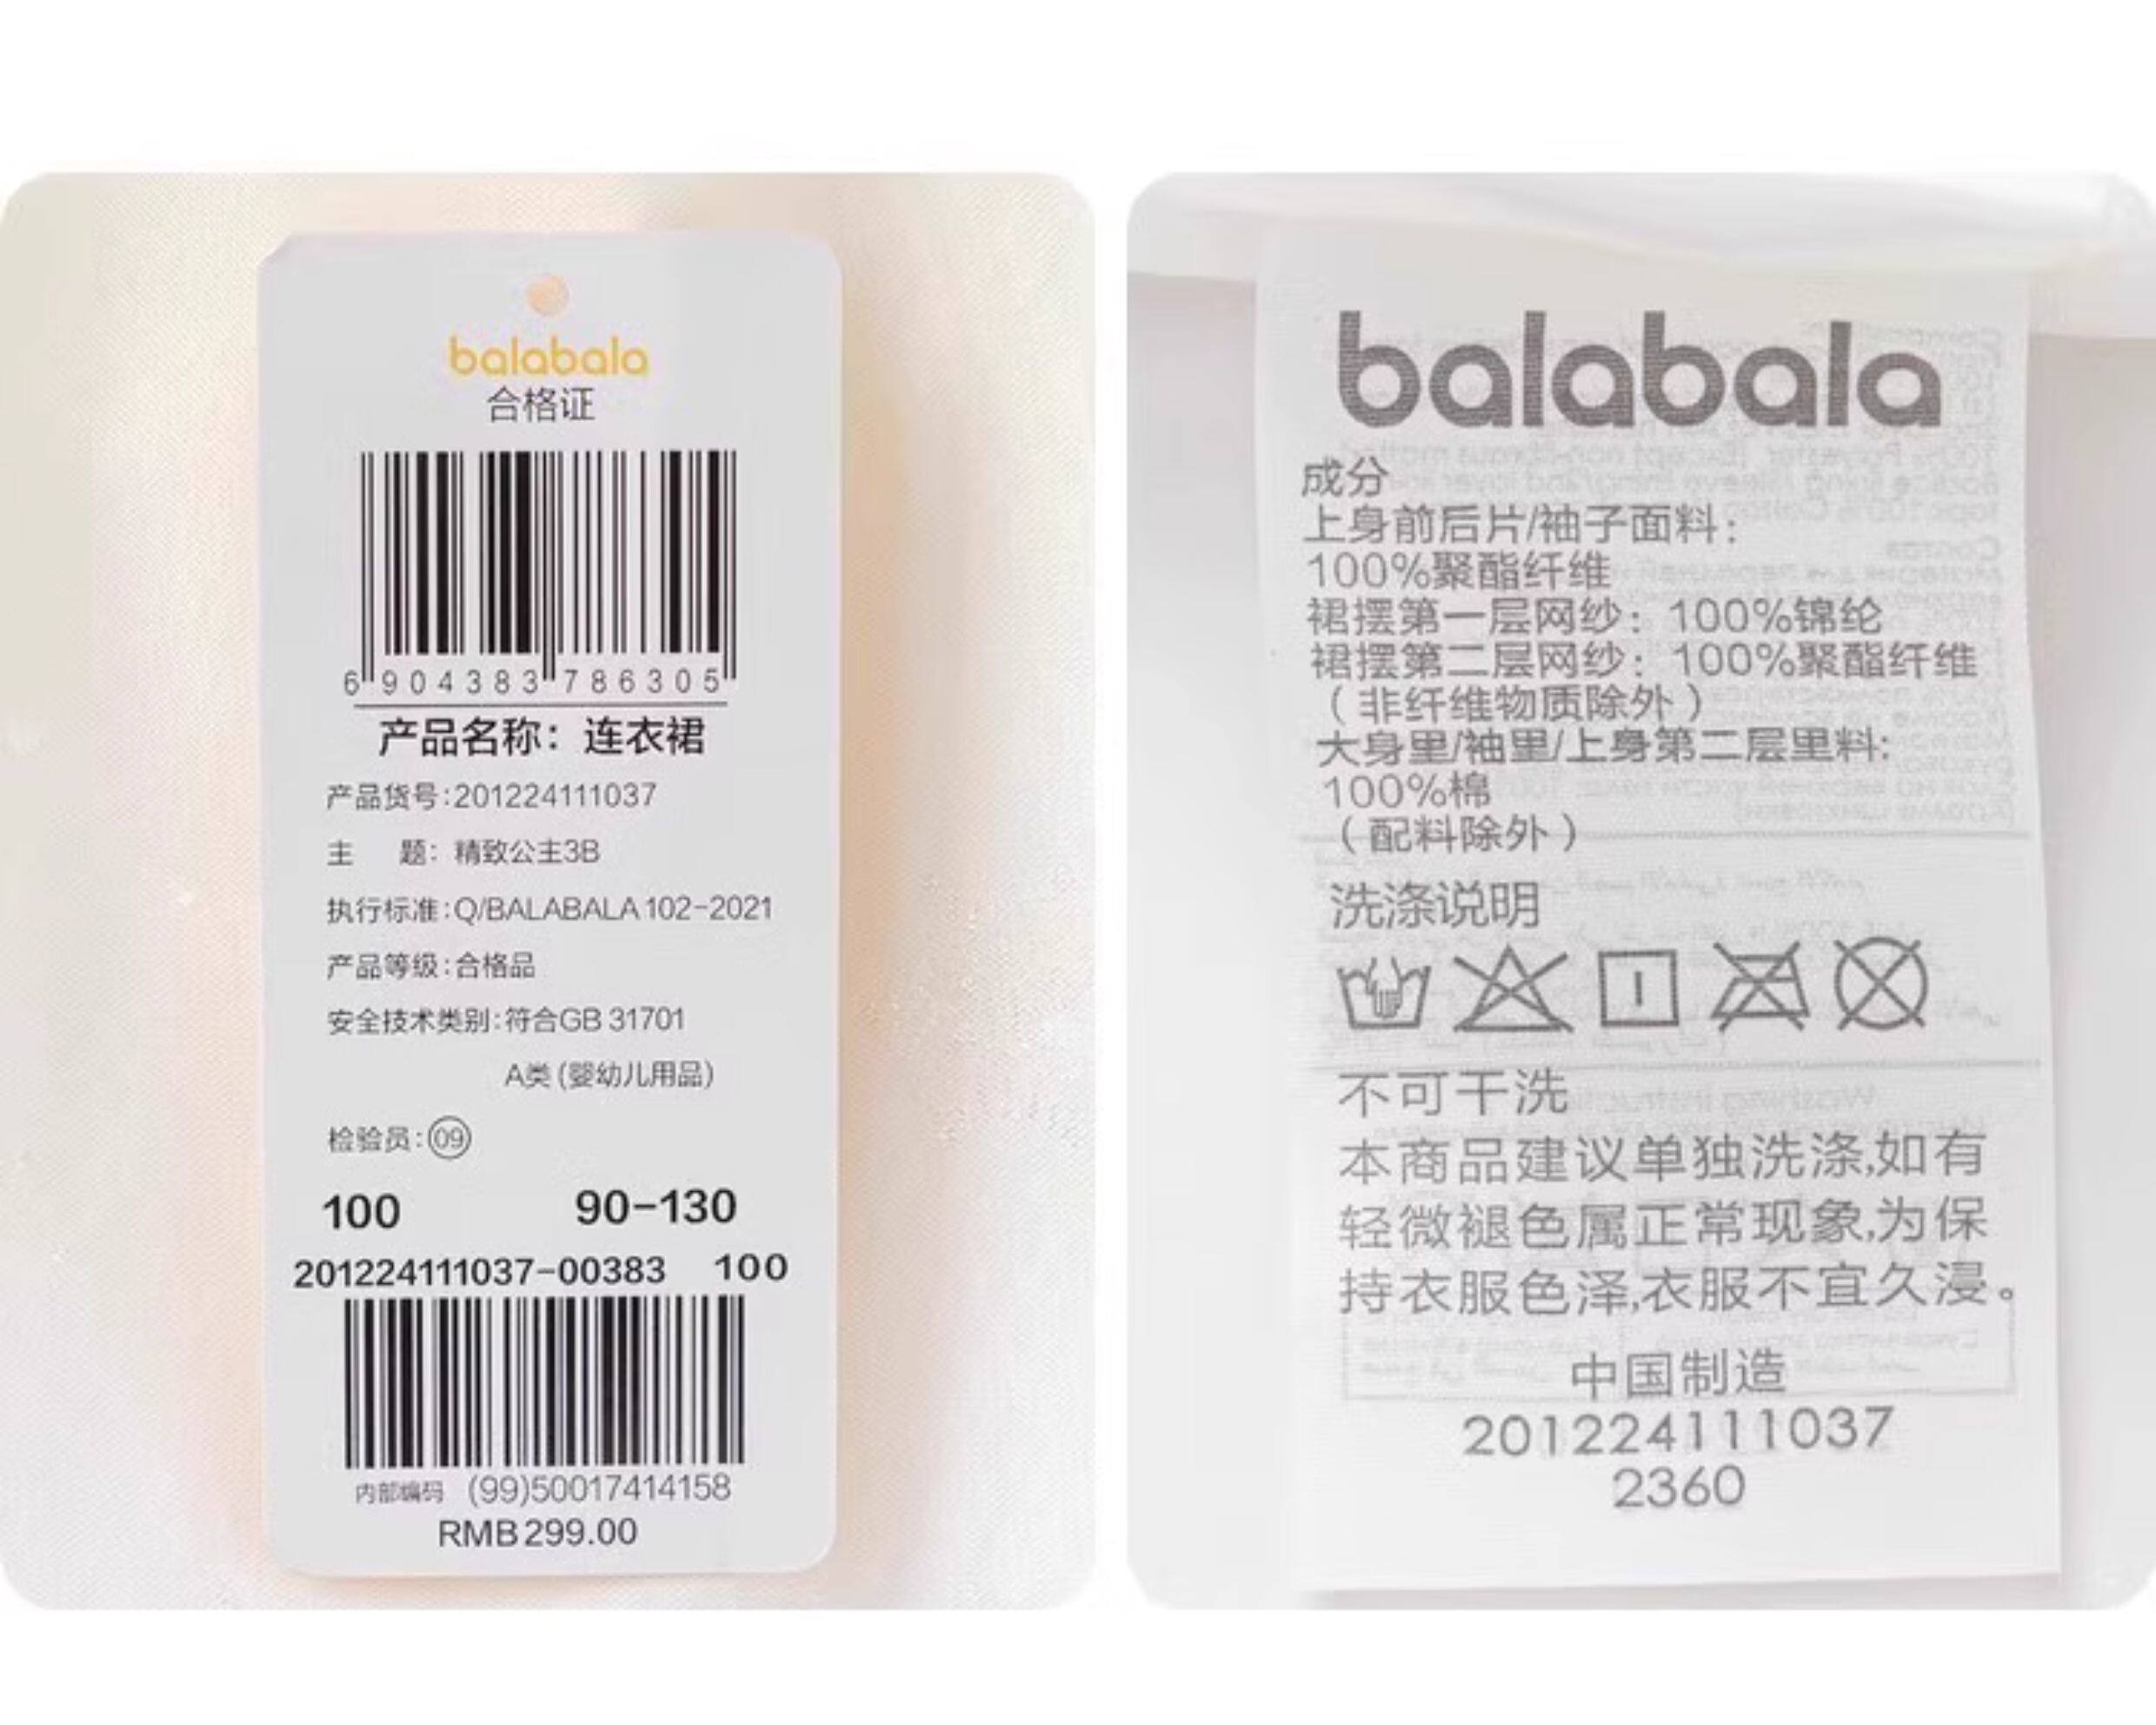 balabala
合格证
6 904383 786305
产品名称：连衣裙
产品货号:201224111037
主 题: 精致公主3B
执行标准:Q/BALABALA 102-2021
产品等级:合格品
安全技术类别:符合GB 31701
A类 (婴幼儿用品)
检验员:09
100 90-130
201224111037-00383 100
内部编码 (99)50017414158
RMB 299.00
balabala
成分
上身前后片/袖子面料:
100%聚酯纤维
裙摆第一层网纱: 100%锦纶
裙摆第二层网纱: 100%聚酯纤维
(非纤维物质除外)
大身里/袖里/上身第二层里料:
100%棉
(配料除外)
洗涤说明
不可干洗
本商品建议单独洗涤,如有
轻微褪色属正常现象,为保
持衣服色泽,衣服不宜久浸。
中国制造
201224111037
2360